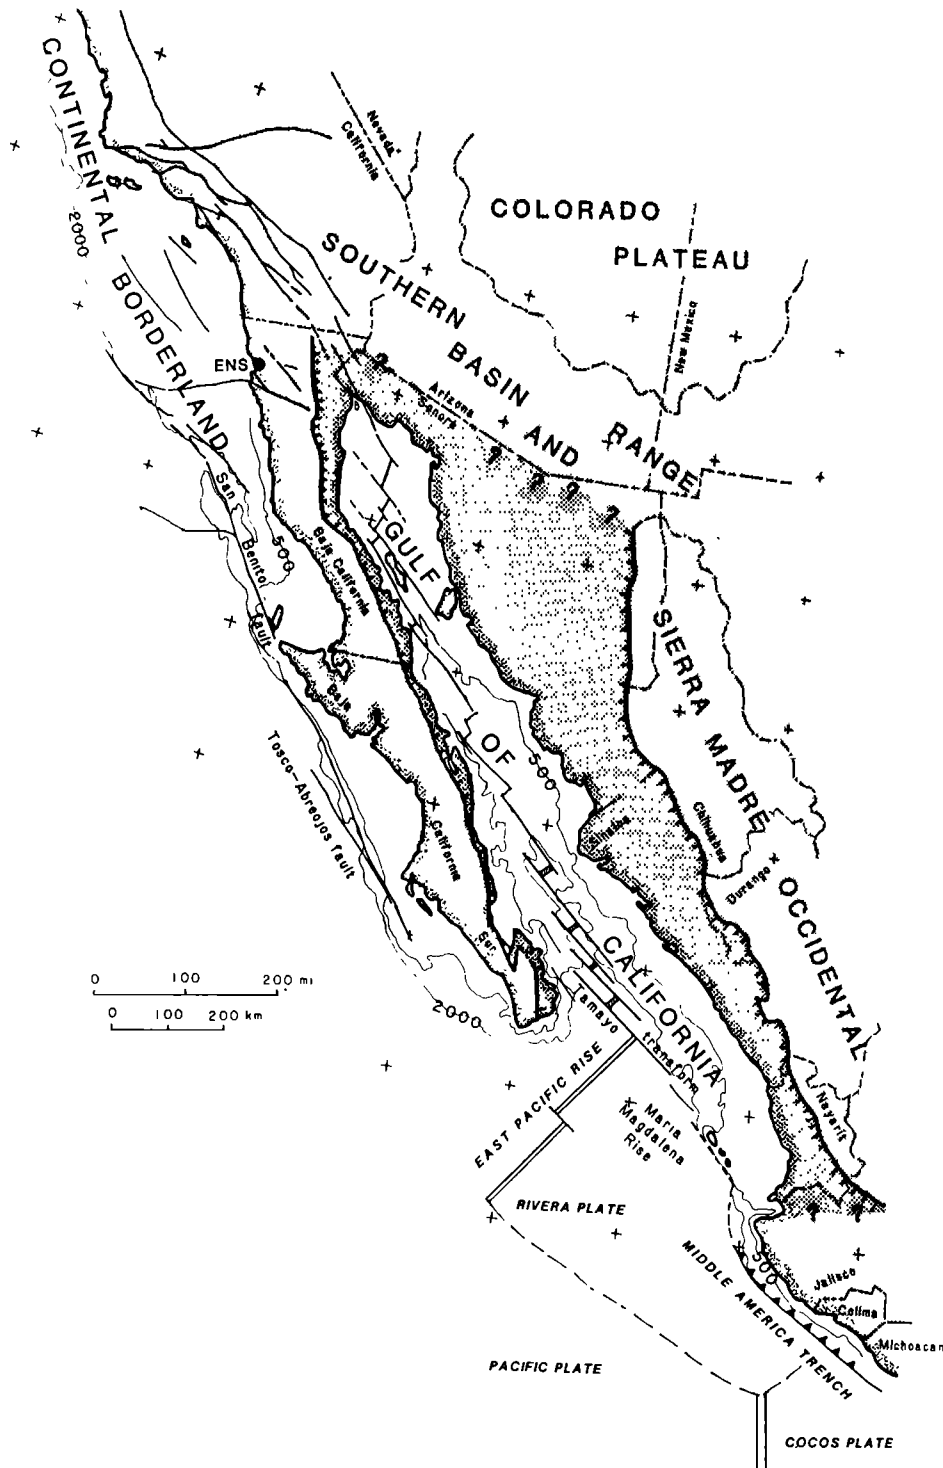 CONTINENTAL BORDERLAND
2000
Nevada
California
COLORADO
PLATEAU
SOUTHERN
BASIN
AND
RANGE
New Mexico
ENS
?
Arizona
Sonora
? ? ? ?
San Benito fault
500
Baja California
GULF
OF
CALIFORNIA
500
SIERRA MADRE
OCCIDENTAL
Baja
California
Sur
Tosco-Abreojos fault
Sinaloa
Chihuahua
Durango
0 100 200 mi
0 100 200 km
2000
Tamayo
transform
EAST PACIFIC RISE
Maria
Magdalena
Rise
Nayarit
RIVERA PLATE
? ?
500
MIDDLE AMERICA TRENCH
Jalisco
Colima
Michoacan
PACIFIC PLATE
COCOS PLATE